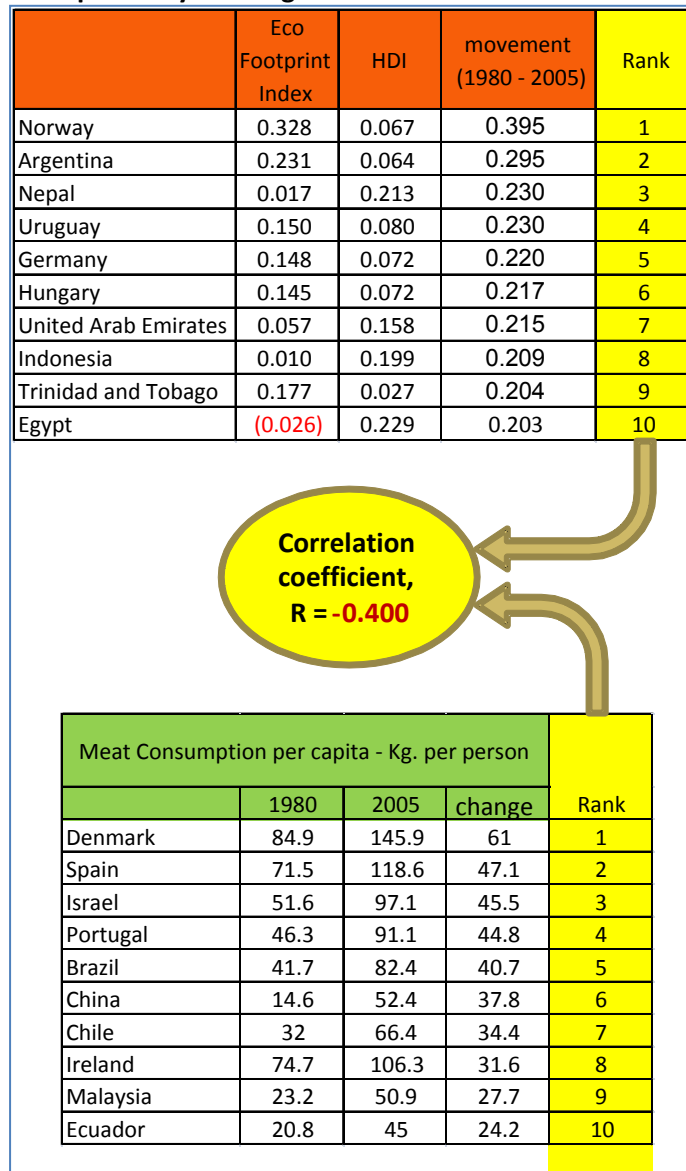 Eco Footprint Index HDI movement (1980 - 2005) Rank
Norway 0.328 0.067 0.395 1
Argentina 0.231 0.064 0.295 2
Nepal 0.017 0.213 0.230 3
Uruguay 0.150 0.080 0.230 4
Germany 0.148 0.072 0.220 5
Hungary 0.145 0.072 0.217 6
United Arab Emirates 0.057 0.158 0.215 7
Indonesia 0.010 0.199 0.209 8
Trinidad and Tobago 0.177 0.027 0.204 9
Egypt (0.026) 0.229 0.203 10
Correlation
coefficient,
R = -0.400
Meat Consumption per capita - Kg. per person
1980 2005 change Rank
Denmark 84.9 145.9 61 1
Spain 71.5 118.6 47.1 2
Israel 51.6 97.1 45.5 3
Portugal 46.3 91.1 44.8 4
Brazil 41.7 82.4 40.7 5
China 14.6 52.4 37.8 6
Chile 32 66.4 34.4 7
Ireland 74.7 106.3 31.6 8
Malaysia 23.2 50.9 27.7 9
Ecuador 20.8 45 24.2 10